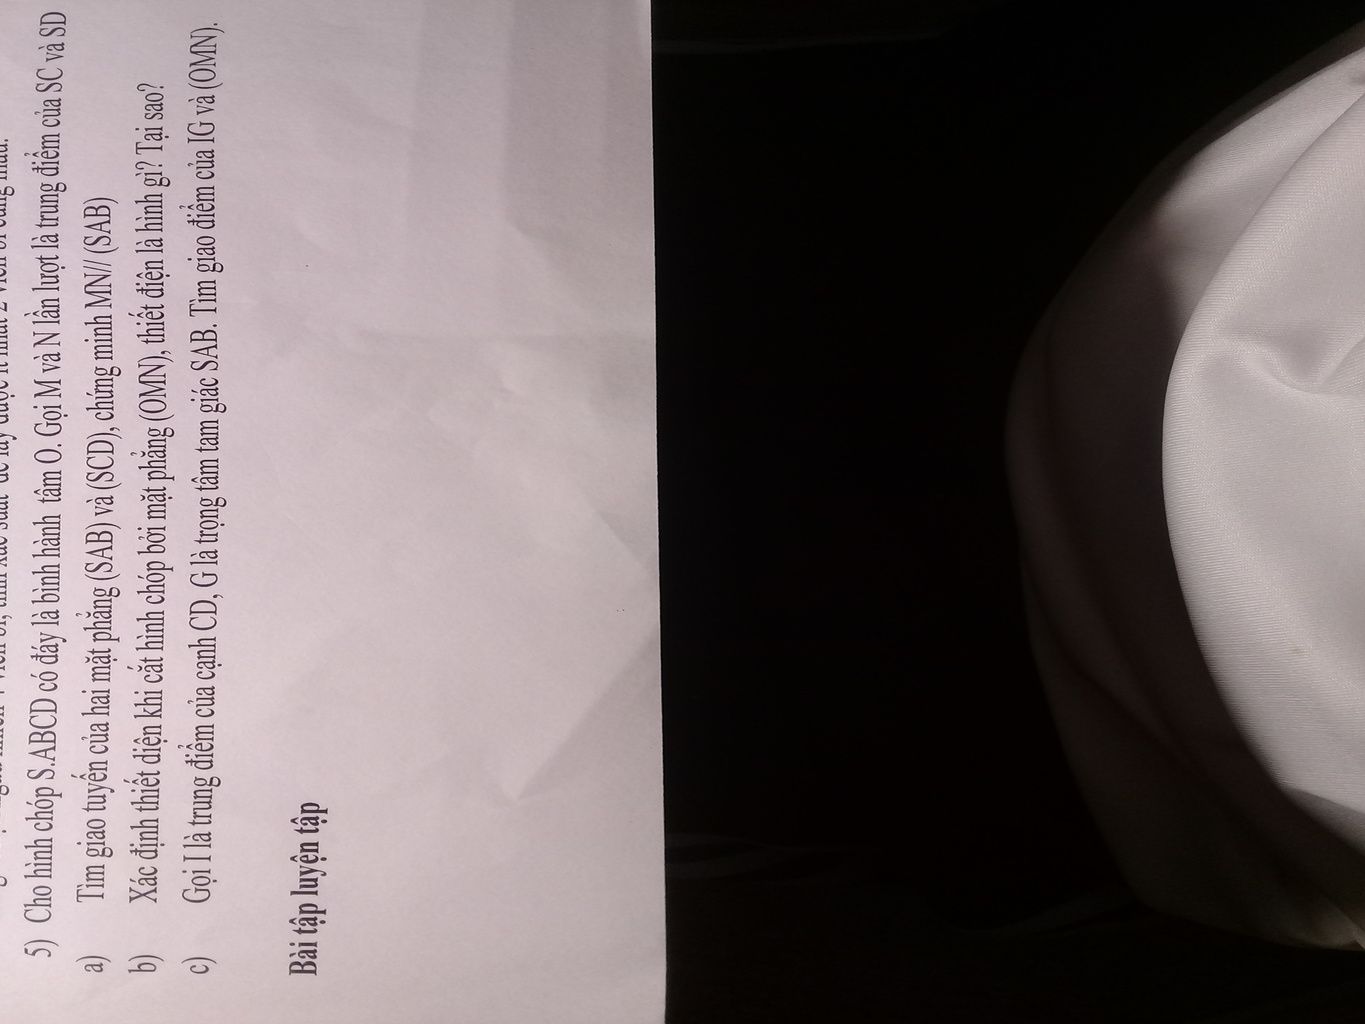 5) Cho hình chóp S.ABCD có đáy là bình hành tâm O. Gọi M và N lần lượt là trung điểm của SC và SD
a) Tìm giao tuyến của hai mặt phẳng (SAB) và (SCD), chứng minh MN// (SAB)
b) Xác định thiết diện khi cắt hình chóp bởi mặt phẳng (OMN), thiết điện là hình gì? Tại sao?
c) Gọi I là trung điểm của cạnh CD, G là trọng tâm tam giác SAB. Tìm giao điểm của IG và (OMN).
Bài tập luyện tập